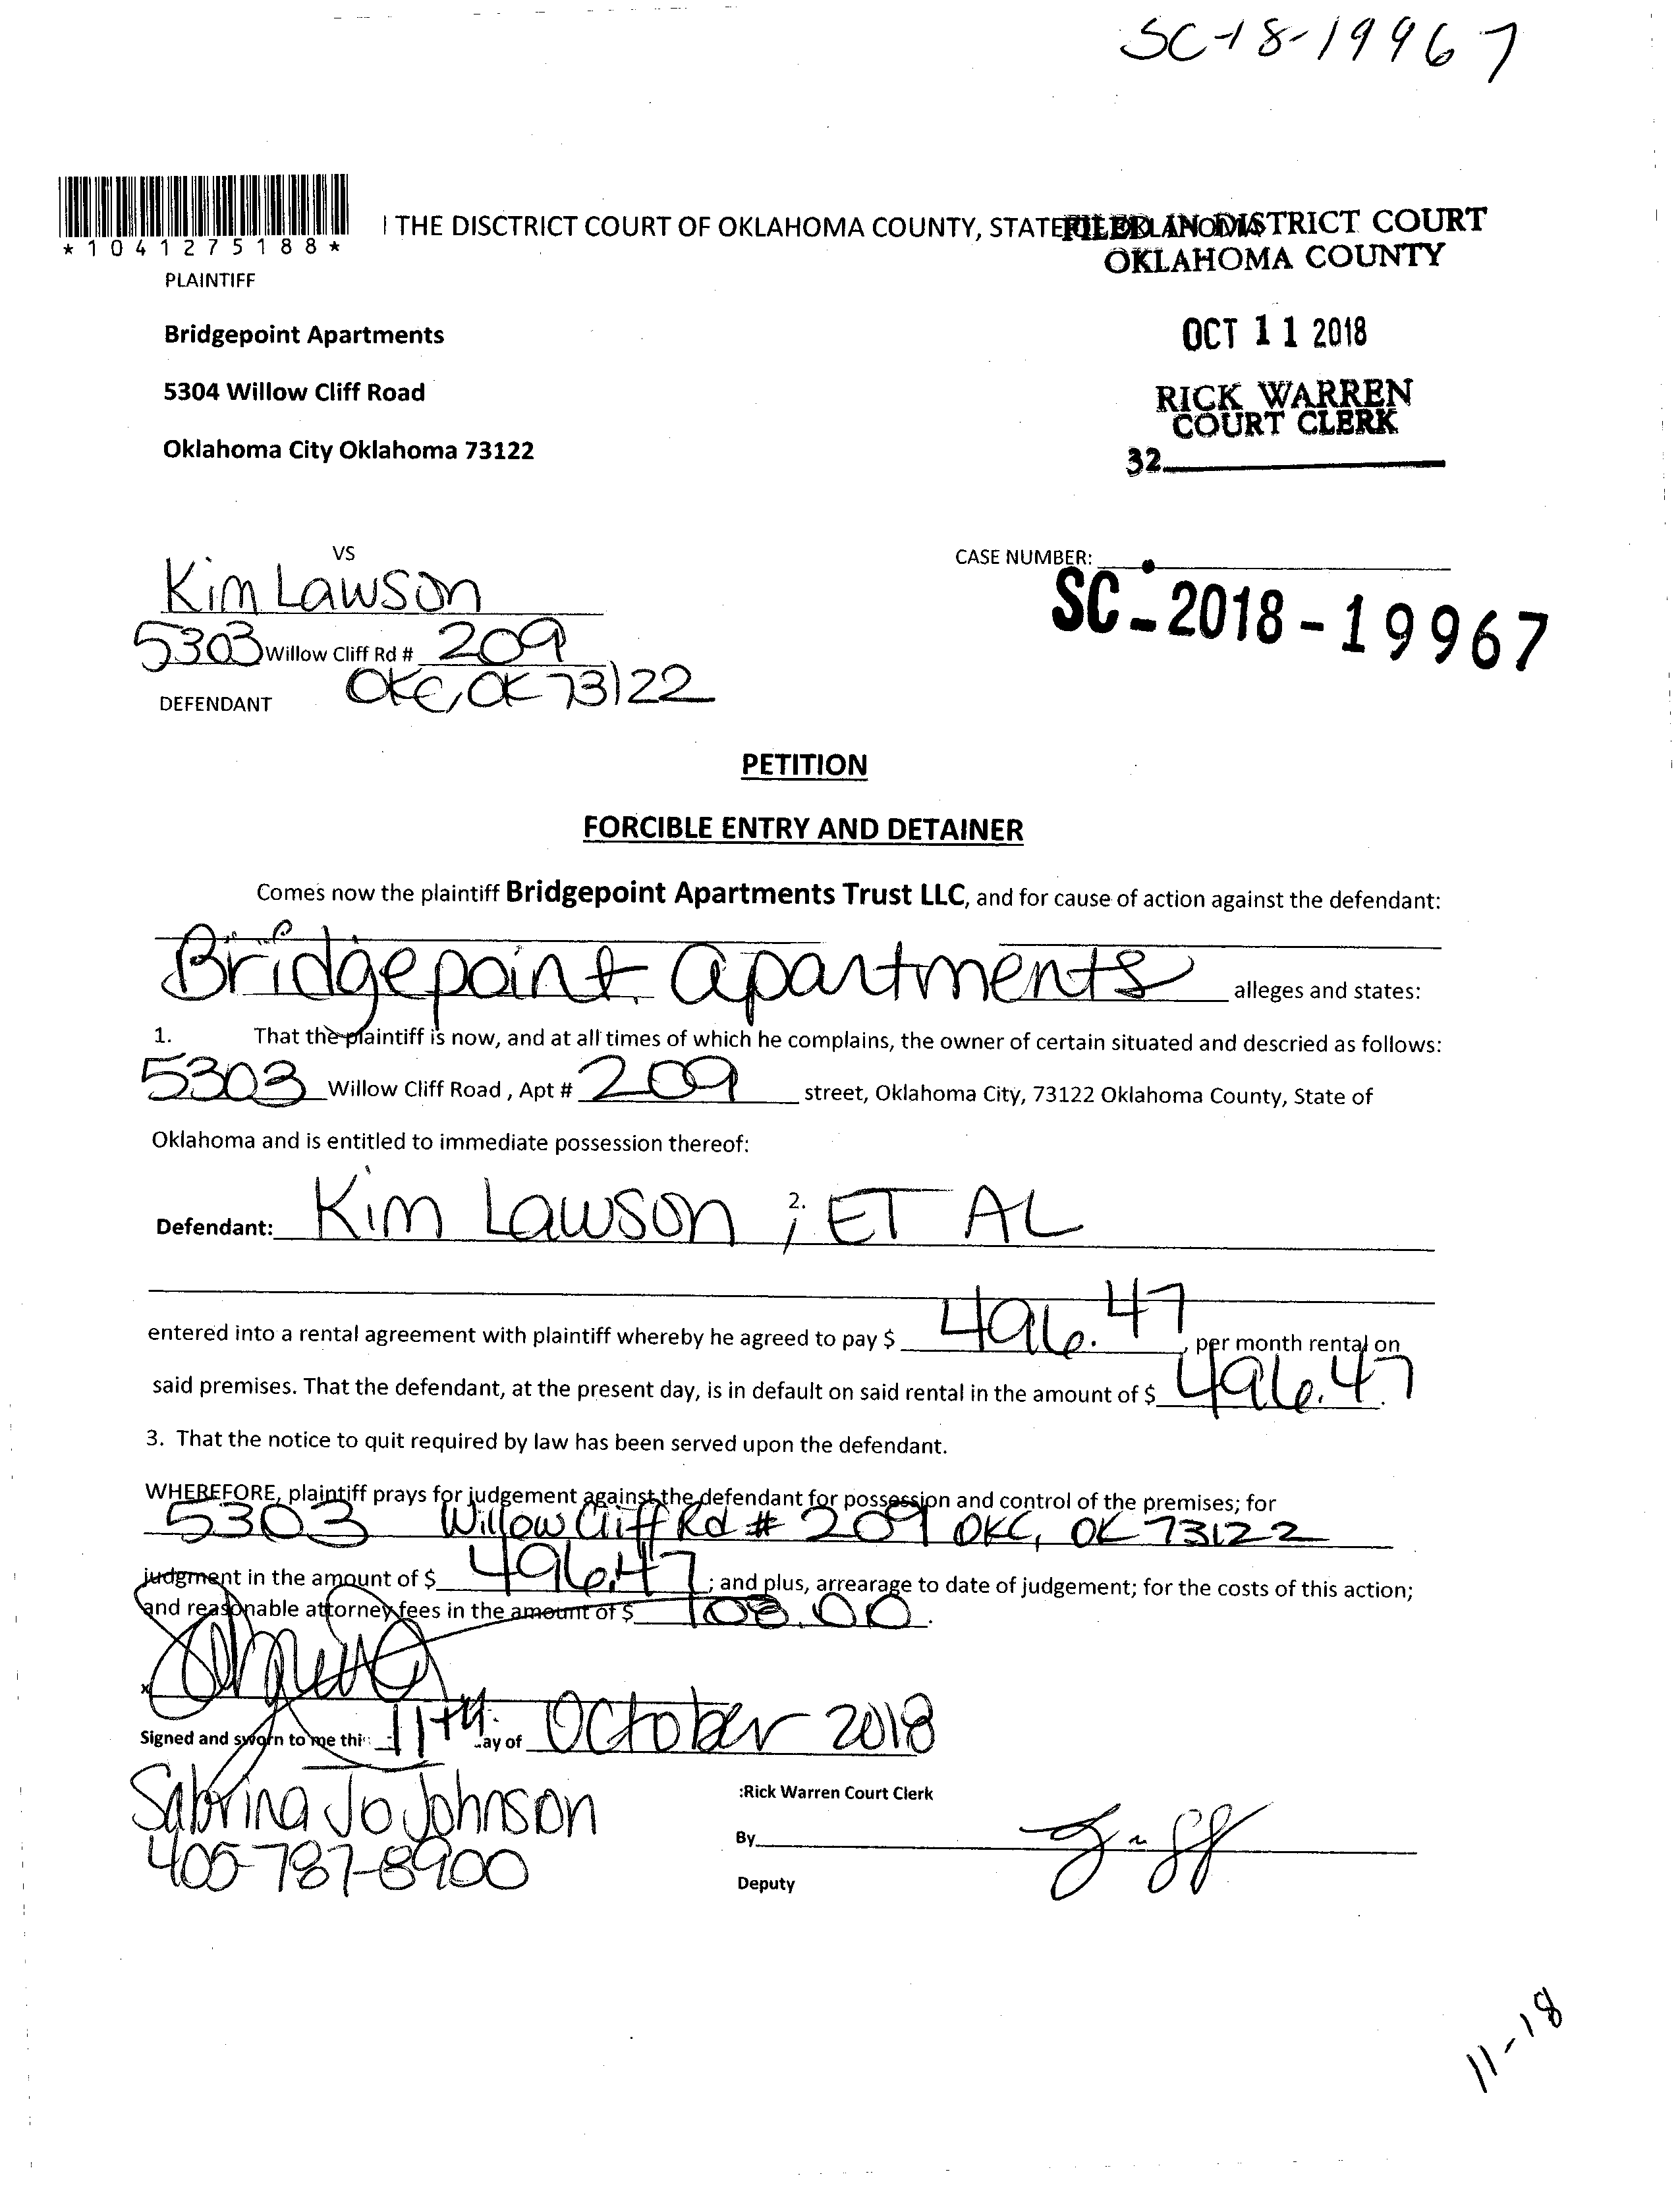 SC-18-19967
I THE DISCTRICT COURT OF OKLAHOMA COUNTY, STATE
FILED IN DISTRICT COURT
*1041275188*
OKLAHOMA COUNTY
PLAINTIFF
Bridgepoint Apartments
OCT 11 2018
5304 Willow Cliff Road
RICK WARREN
COURT CLERK
Oklahoma City Oklahoma 73122
32
VS
CASE NUMBER:
Kim Lawson
SC-2018-19967
5303 Willow Cliff Rd # 209
OKC, OK 73122
DEFENDANT
PETITION
FORCIBLE ENTRY AND DETAINER
Comes now the plaintiff Bridgepoint Apartments Trust LLC, and for cause of action against the defendant:
Bridgepoint apartments alleges and states:
1. That the plaintiff is now, and at all times of which he complains, the owner of certain situated and descried as follows:
5303 Willow Cliff Road , Apt # 209 street, Oklahoma City, 73122 Oklahoma County, State of
Oklahoma and is entitled to immediate possession thereof:
2.
Defendant: Kim Lawson ; ET AL
entered into a rental agreement with plaintiff whereby he agreed to pay $ 496.47, per month rental on
said premises. That the defendant, at the present day, is in default on said rental in the amount of $ 496.47.
3. That the notice to quit required by law has been served upon the defendant.
WHEREFORE, plaintiff prays for judgement against the defendant for possession and control of the premises; for
5303 Willow Cliff Rd # 209 OKC, OK 73122
judgment in the amount of $ 496.47 ; and plus, arrearage to date of judgement; for the costs of this action;
and reasonable attorney fees in the amount of $ 108.00.
x
Signed and sworn to me thi 11th ay of October 2018
Sabrina Jo Johnson
:Rick Warren Court Clerk
405-787-8900
By
Deputy
11-18